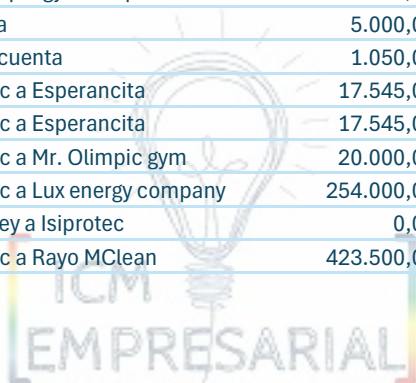 a 5.000,0
cuenta 1.050,0
c a Esperancita 17.545,0
c a Esperancita 17.545,0
c a Mr. Olimpic gym 20.000,0
c a Lux energy company 254.000,0
ey a Isiprotec 0,0
c a Rayo MClean 423.500,0
ICM
EMPRESARIAL